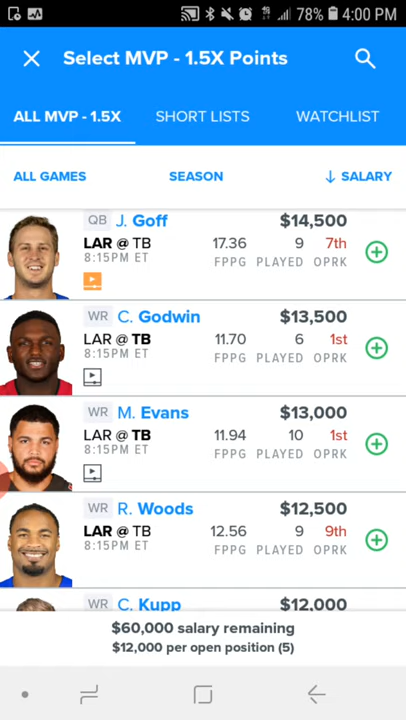 78% 4:00 PM
Select MVP - 1.5X Points
ALL MVP - 1.5X SHORT LISTS WATCHLIST
ALL GAMES SEASON ↓ SALARY
QB J. Goff $14,500
LAR @ TB 17.36 9 7th
8:15PM ET FPPG PLAYED OPRK
WR C. Godwin $13,500
LAR @ TB 11.70 6 1st
8:15PM ET FPPG PLAYED OPRK
WR M. Evans $13,000
LAR @ TB 11.94 10 1st
8:15PM ET FPPG PLAYED OPRK
WR R. Woods $12,500
LAR @ TB 12.56 9 9th
8:15PM ET FPPG PLAYED OPRK
WR C. Kupp $12,000
$60,000 salary remaining
$12,000 per open position (5)